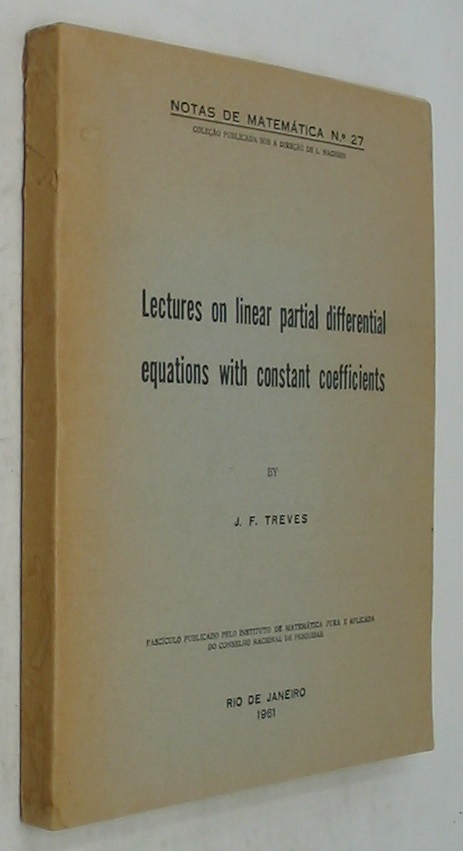 NOTAS DE MATEMÁTICA N.º 27
COLEÇÃO PUBLICADA SOB A DIREÇÃO DE L. NACHBIN
Lectures on linear partial differential
equations with constant coefficients
BY
J. F. TREVES
FASCÍCULO PUBLICADO PELO INSTITUTO DE MATEMÁTICA PURA E APLICADA
DO CONSELHO NACIONAL DE PESQUISAS
RIO DE JANEIRO
1961